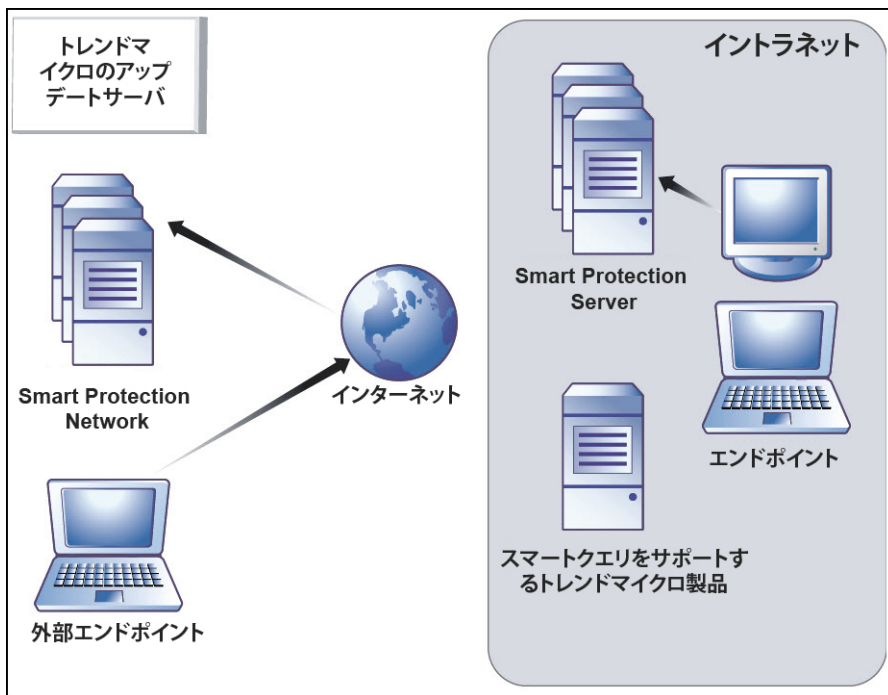 トレンドマ
イクロのアップ
デートサーバ
イントラネット
Smart Protection
Server
Smart Protection
Network
インターネット
エンドポイント
スマートクエリをサポートす
るトレンドマイクロ製品
外部エンドポイント